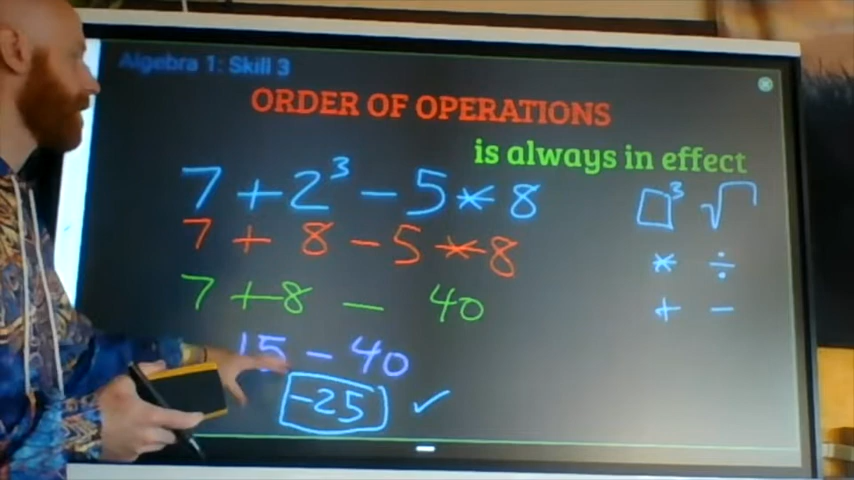 Algebra 1: Skill 3
ORDER OF OPERATIONS
is always in effect
7 + 2³ - 5 * 8
□³ √
7 + 8 - 5 * 8
* ÷
7 + 8 - 40
+ -
15 - 40
-25 ✓